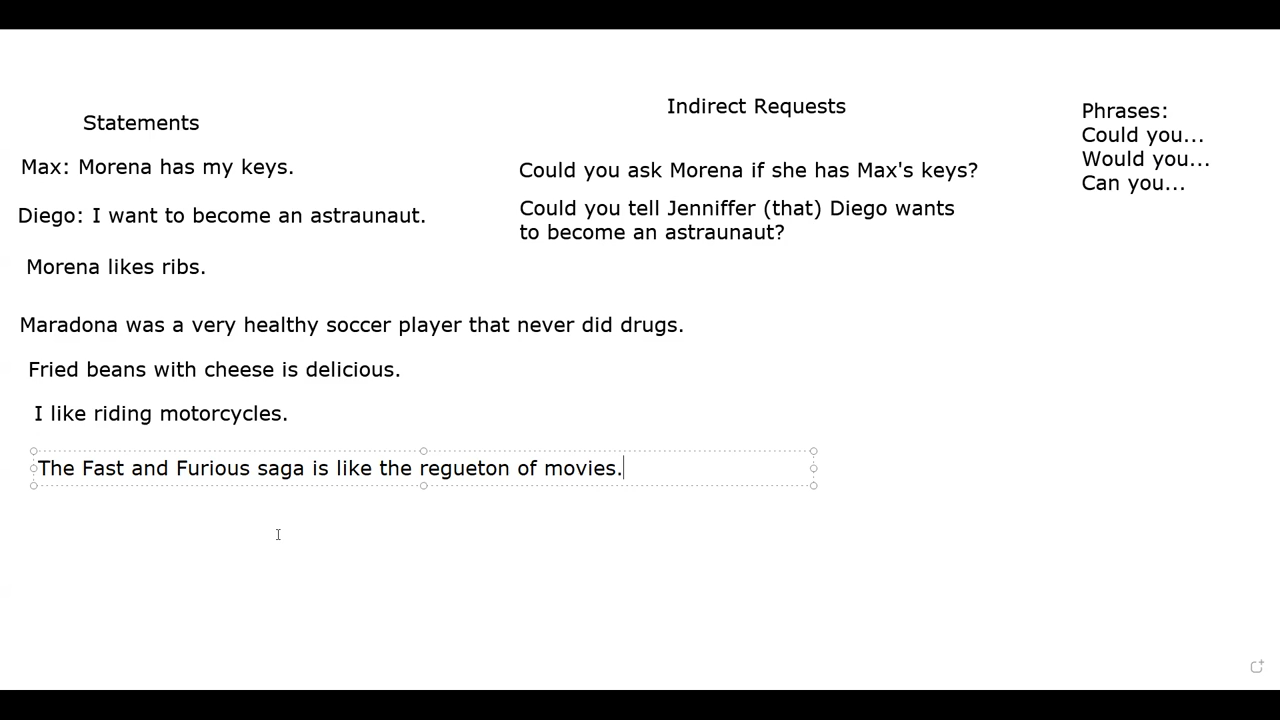 Statements
Indirect Requests
Phrases:
Could you...
Would you...
Can you...
Max: Morena has my keys.
Could you ask Morena if she has Max's keys?
Diego: I want to become an astraunaut.
Could you tell Jenniffer (that) Diego wants
to become an astraunaut?
Morena likes ribs.
Maradona was a very healthy soccer player that never did drugs.
Fried beans with cheese is delicious.
I like riding motorcycles.
The Fast and Furious saga is like the regueton of movies.